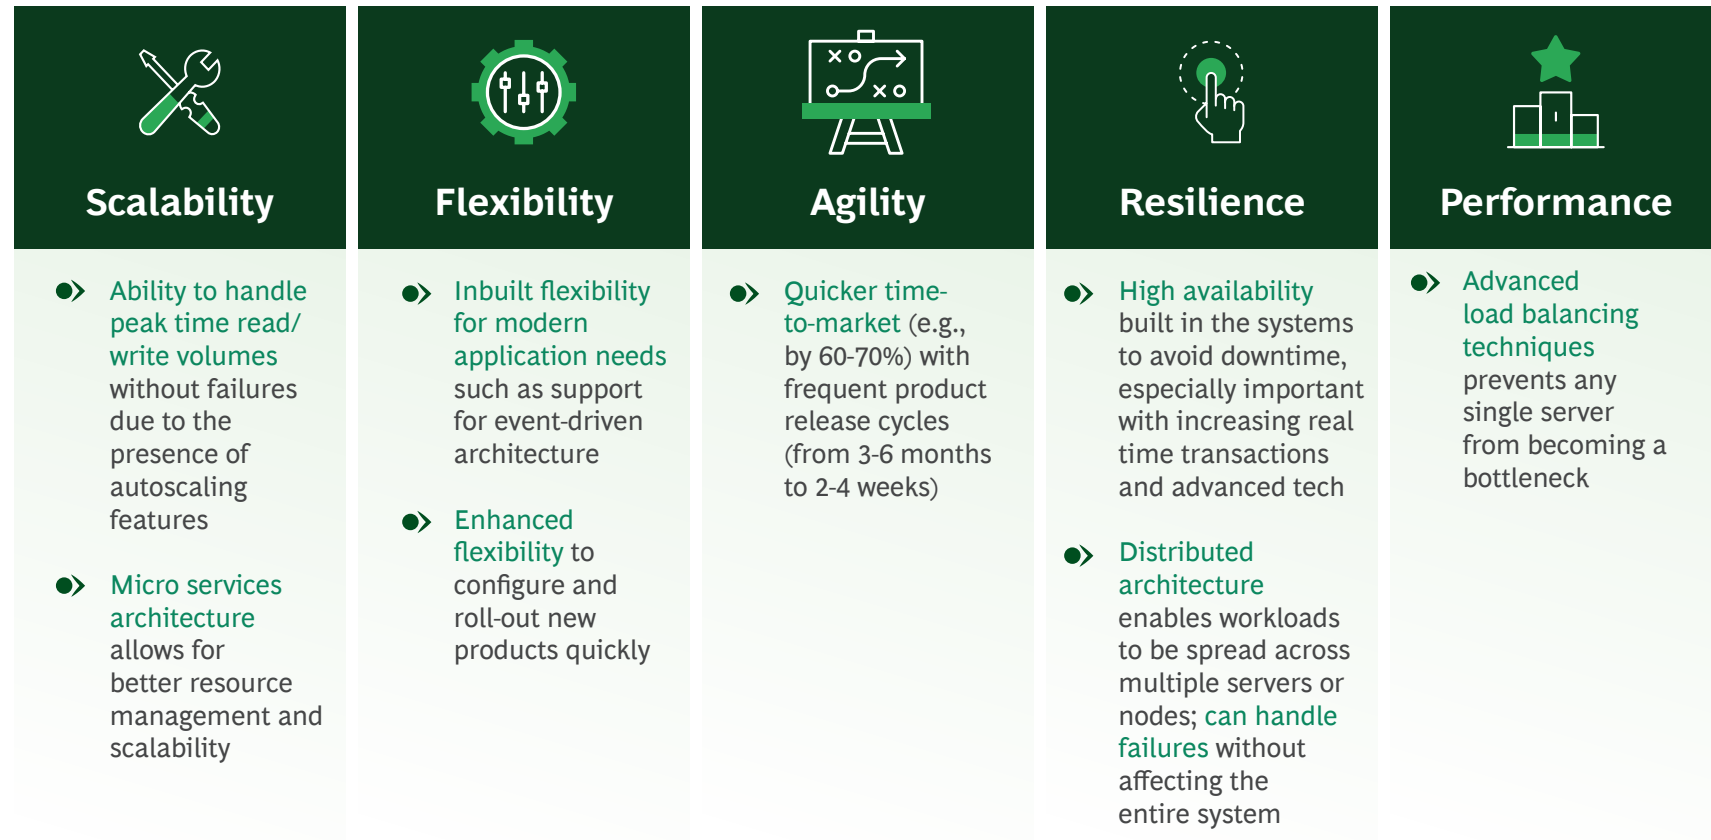 Scalability
Ability to handle
peak time read/
write volumes
without failures
due to the
presence of
autoscaling
features
Micro services
architecture
allows for
better resource
management and
scalability
Flexibility
Inbuilt flexibility
for modern
application needs
such as support
for event-driven
architecture
Enhanced
flexibility to
configure and
roll-out new
products quickly
Agility
Quicker time-
to-market (e.g.,
by 60-70%) with
frequent product
release cycles
(from 3-6 months
to 2-4 weeks)
Resilience
High availability
built in the systems
to avoid downtime,
especially important
with increasing real
time transactions
and advanced tech
Distributed
architecture
enables workloads
to be spread across
multiple servers or
nodes; can handle
failures without
affecting the
entire system
Performance
Advanced
load balancing
techniques
prevents any
single server
from becoming a
bottleneck